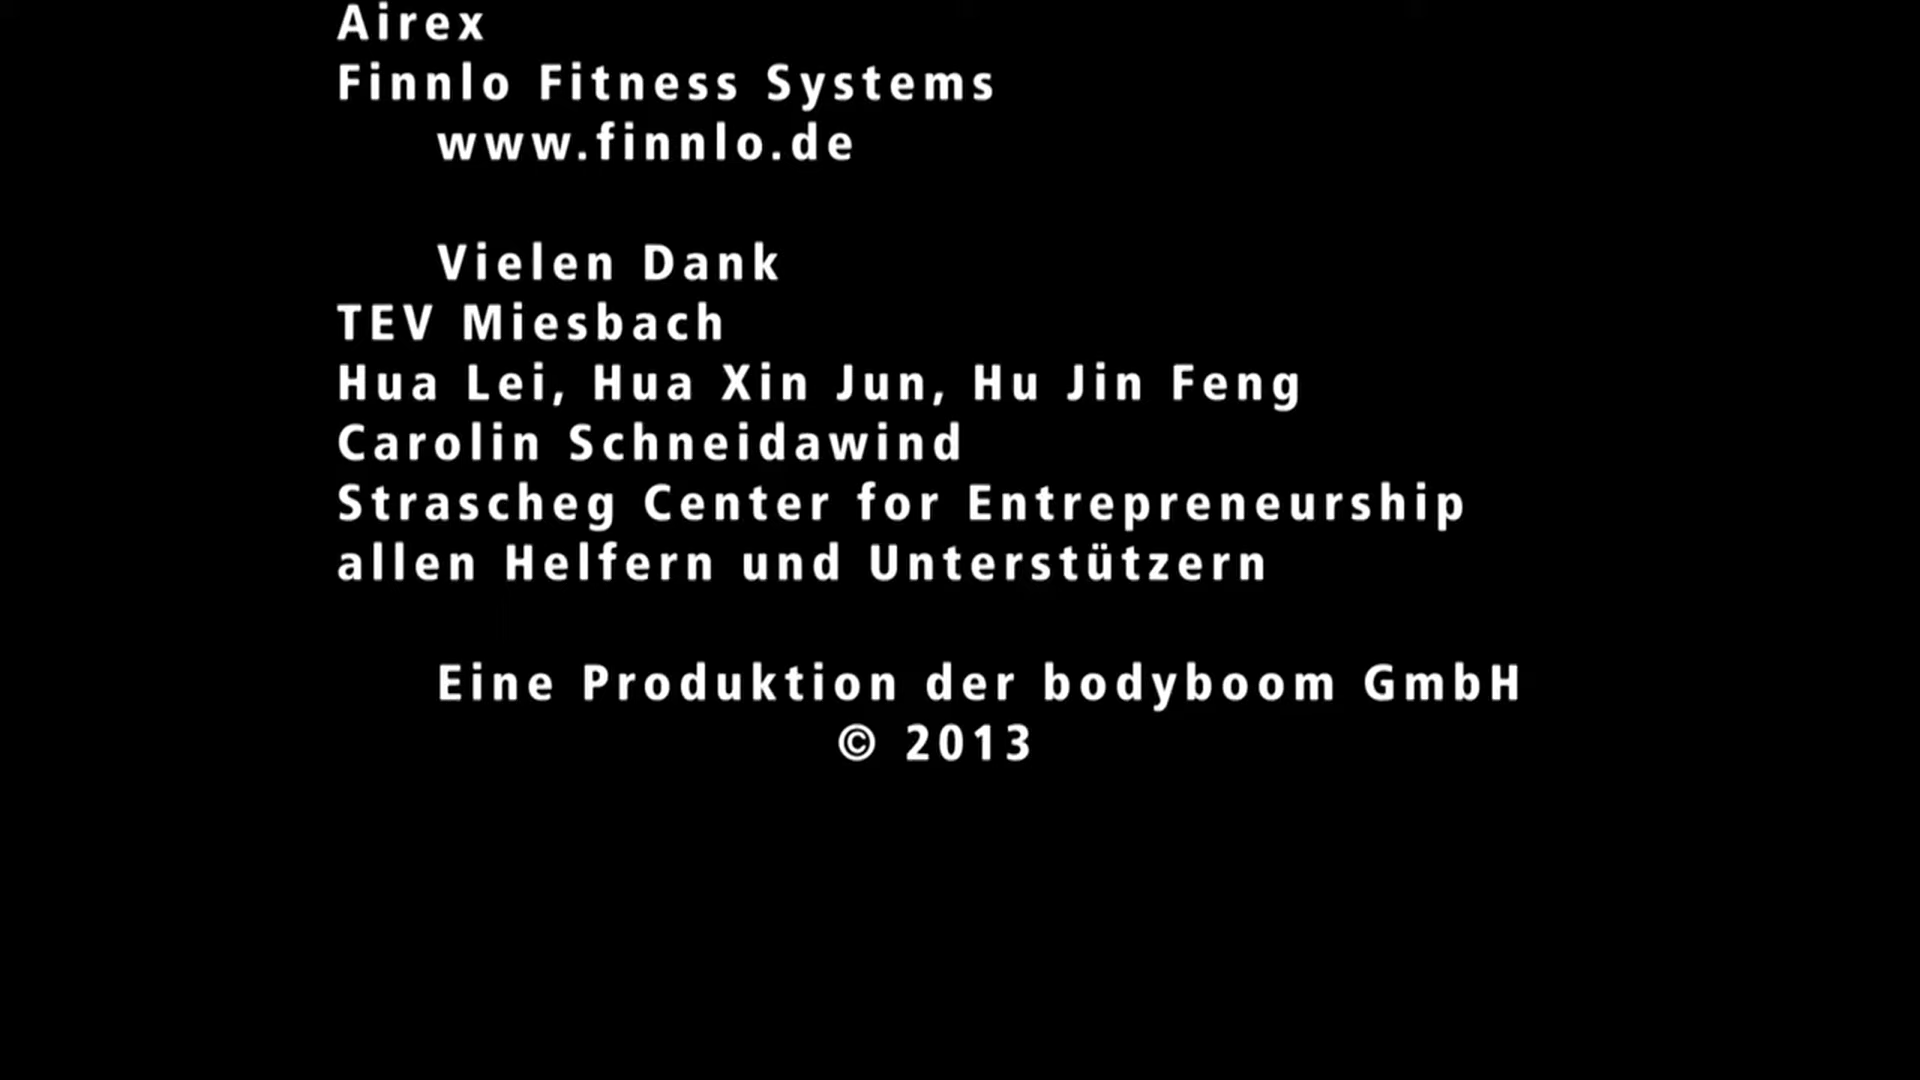 Airex
Finnlo Fitness Systems
www.finnlo.de
Vielen Dank
TEV Miesbach
Hua Lei, Hua Xin Jun, Hu Jin Feng
Carolin Schneidawind
Strascheg Center for Entrepreneurship
allen Helfern und Unterstützern
Eine Produktion der bodyboom GmbH
© 2013